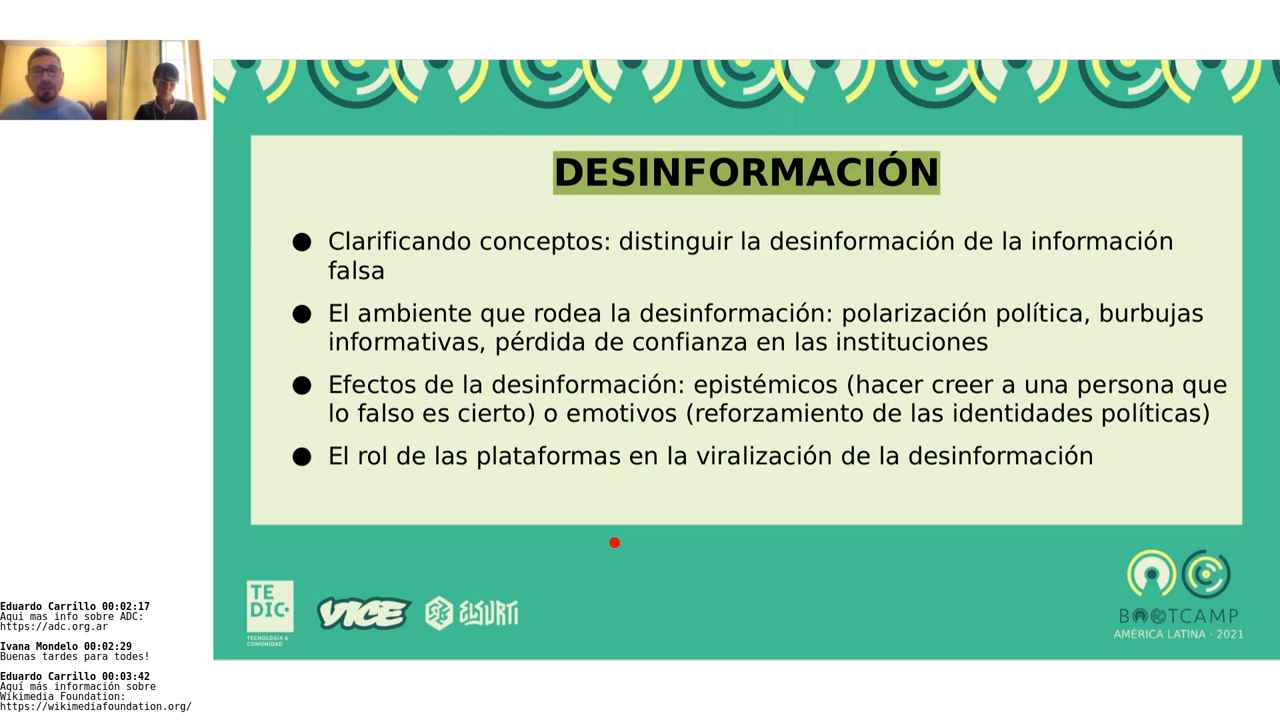 DESINFORMACIÓN
● Clarificando conceptos: distinguir la desinformación de la información
falsa
● El ambiente que rodea la desinformación: polarización política, burbujas
informativas, pérdida de confianza en las instituciones
● Efectos de la desinformación: epistémicos (hacer creer a una persona que
lo falso es cierto) o emotivos (reforzamiento de las identidades políticas)
● El rol de las plataformas en la viralización de la desinformación
TE
DIC
TECNOLOGÍA &
COMUNIDAD
VICE
ELSURTI
BOOTCAMP
AMÉRICA LATINA · 2021
Eduardo Carrillo 00:02:17
Aqui mas info sobre ADC:
https://adc.org.ar
Ivana Mondelo 00:02:29
Buenas tardes para todes!
Eduardo Carrillo 00:03:42
Aquí más información sobre
Wikimedia Foundation:
https://wikimediafoundation.org/